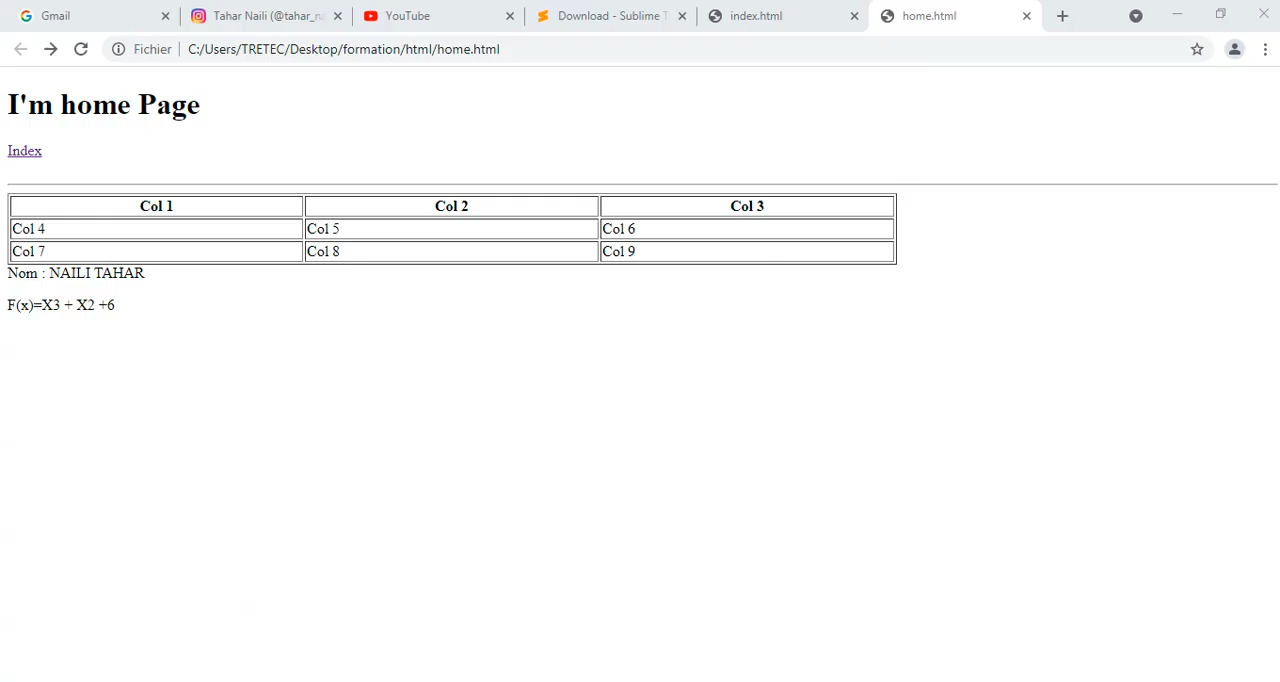 Gmail
Tahar Naili (@tahar_na
YouTube
Download - Sublime T
index.html
home.html
Fichier
C:/Users/TRETEC/Desktop/formation/html/home.html
I'm home Page
Index
Col 1 Col 2 Col 3
Col 4 Col 5 Col 6
Col 7 Col 8 Col 9
Nom : NAILI TAHAR
F(x)=X3 + X2 +6